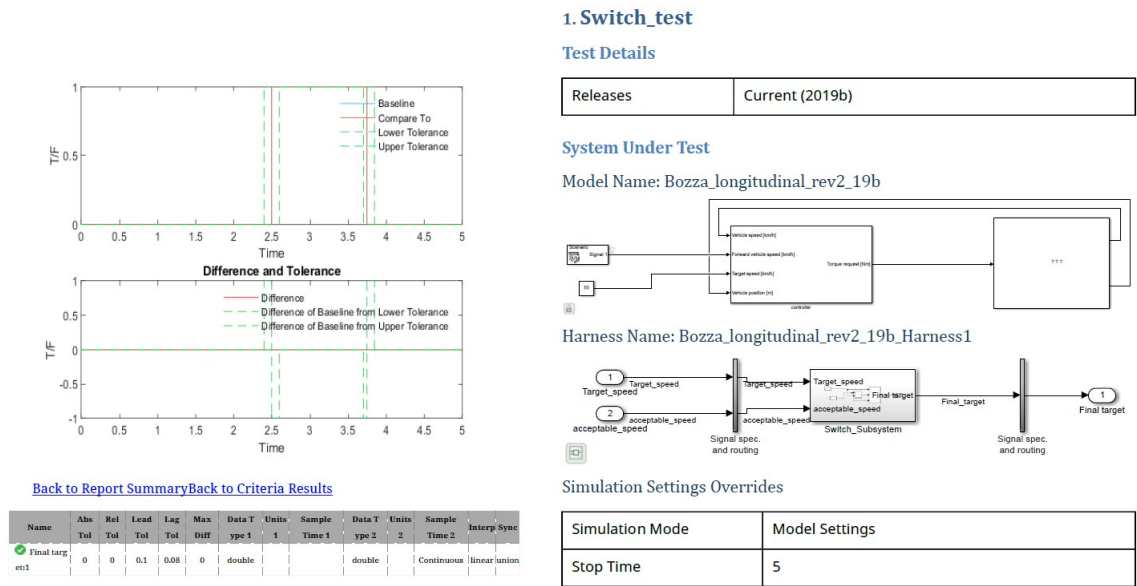 1
0.5
0
T/F
Baseline
Compare To
Lower Tolerance
Upper Tolerance
0 0.5 1 1.5 2 2.5 3 3.5 4 4.5 5
Time
Difference and Tolerance
1
0.5
0
-0.5
-1
T/F
Difference
Difference of Baseline from Lower Tolerance
Difference of Baseline from Upper Tolerance
0 0.5 1 1.5 2 2.5 3 3.5 4 4.5 5
Time
Back to Report SummaryBack to Criteria Results
Name Abs Tol Rel Tol Lead Tol Lag Tol Max Diff Data T ype 1 Units 1 Sample Time 1 Data T ype 2 Units 2 Sample Time 2 Interp Sync
Final targ et:1 0 0 0.1 0.08 0 double double Continuous linear union
1. Switch_test
Test Details
Releases Current (2019b)
System Under Test
Model Name: Bozza_longitudinal_rev2_19b
Scenario
Signal 1
Vehicle speed [km/h]
Forward vehicle speed [km/h]
Target speed [km/h]
Vehicle position [m]
Torque request [Nm]
controller
???
Harness Name: Bozza_longitudinal_rev2_19b_Harness1
1
Target_speed
Target_speed
2
acceptable_speed
acceptable_speed
Signal spec.
and routing
Target_speed
acceptable_speed
Target_speed
acceptable_speed
Final target
Switch_Subsystem
Final_target
Signal spec.
and routing
1
Final target
Simulation Settings Overrides
Simulation Mode Model Settings
Stop Time 5